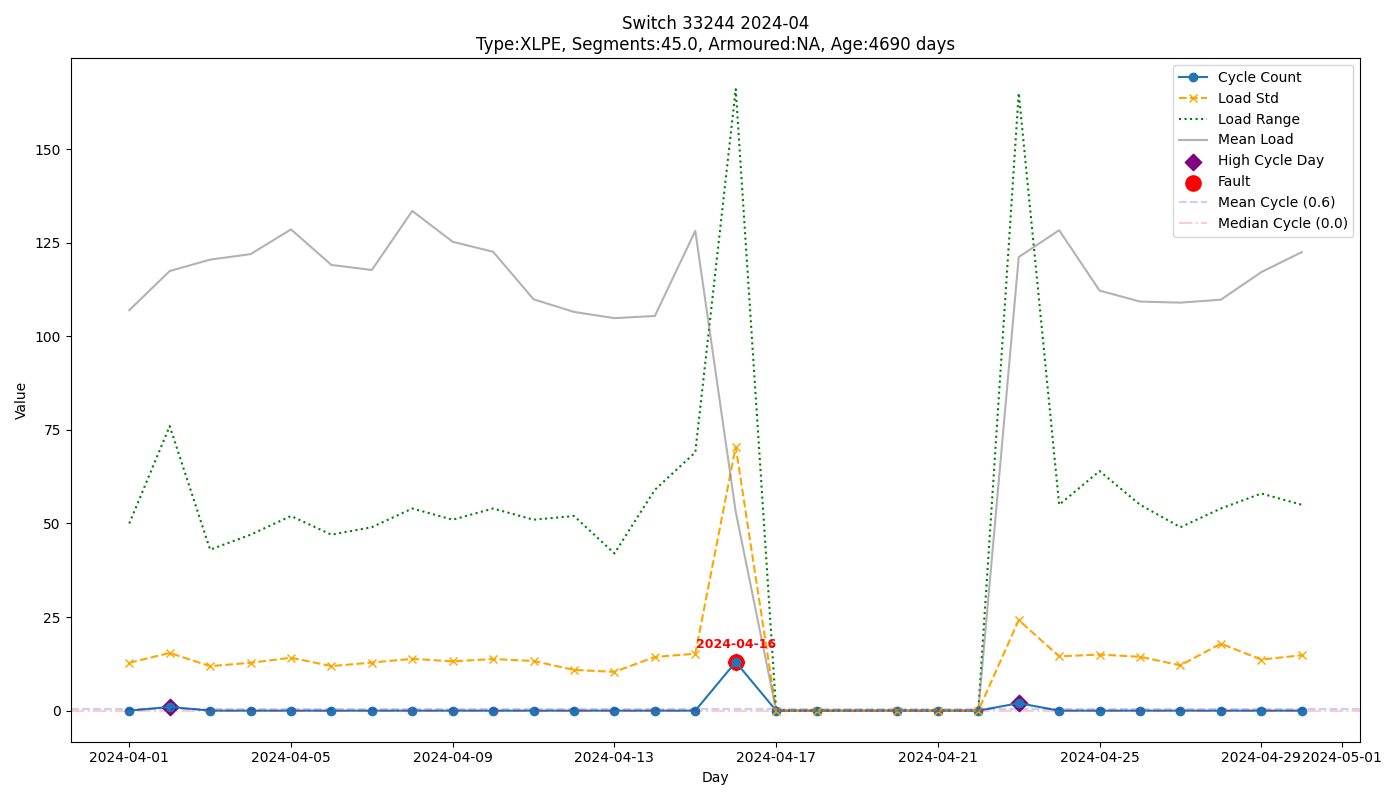 Switch 33244 2024-04
Type:XLPE, Segments:45.0, Armoured:NA, Age:4690 days
Cycle Count
Load Std
Load Range
Mean Load
High Cycle Day
Fault
Mean Cycle (0.6)
Median Cycle (0.0)
Value
150
125
100
75
50
25
0
2024-04-16
2024-04-01
2024-04-05
2024-04-09
2024-04-13
2024-04-17
2024-04-21
2024-04-25
2024-04-29
2024-05-01
Day